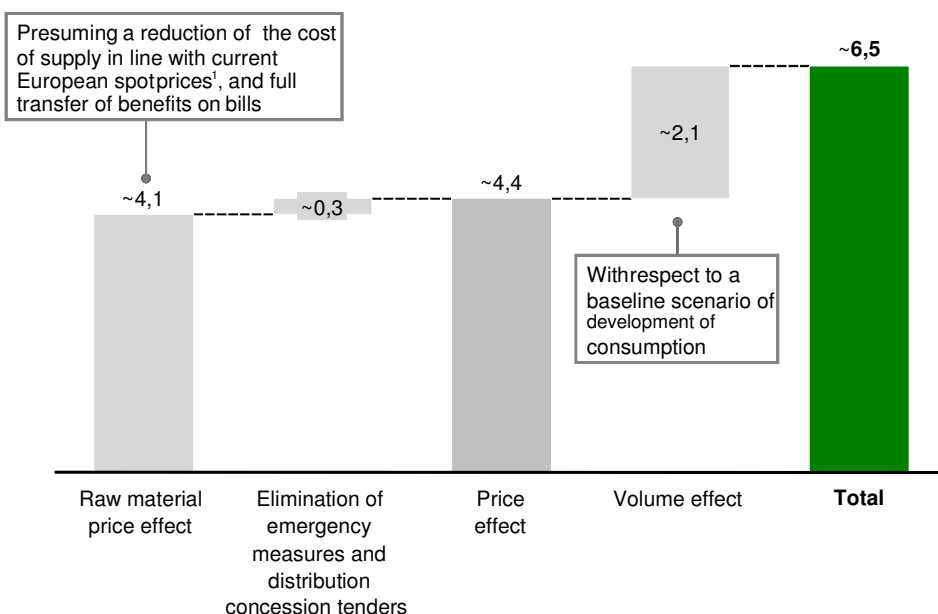 Presuming a reduction of the cost
of supply in line with current
European spotprices¹, and full
transfer of benefits on bills
~4,1
~0,3
~4,4
~2,1
~6,5
Withrespect to a
baseline scenario of
development of
consumption
Raw material
price effect
Elimination of
emergency
measures and
distribution
concession tenders
Price
effect
Volume effect
Total